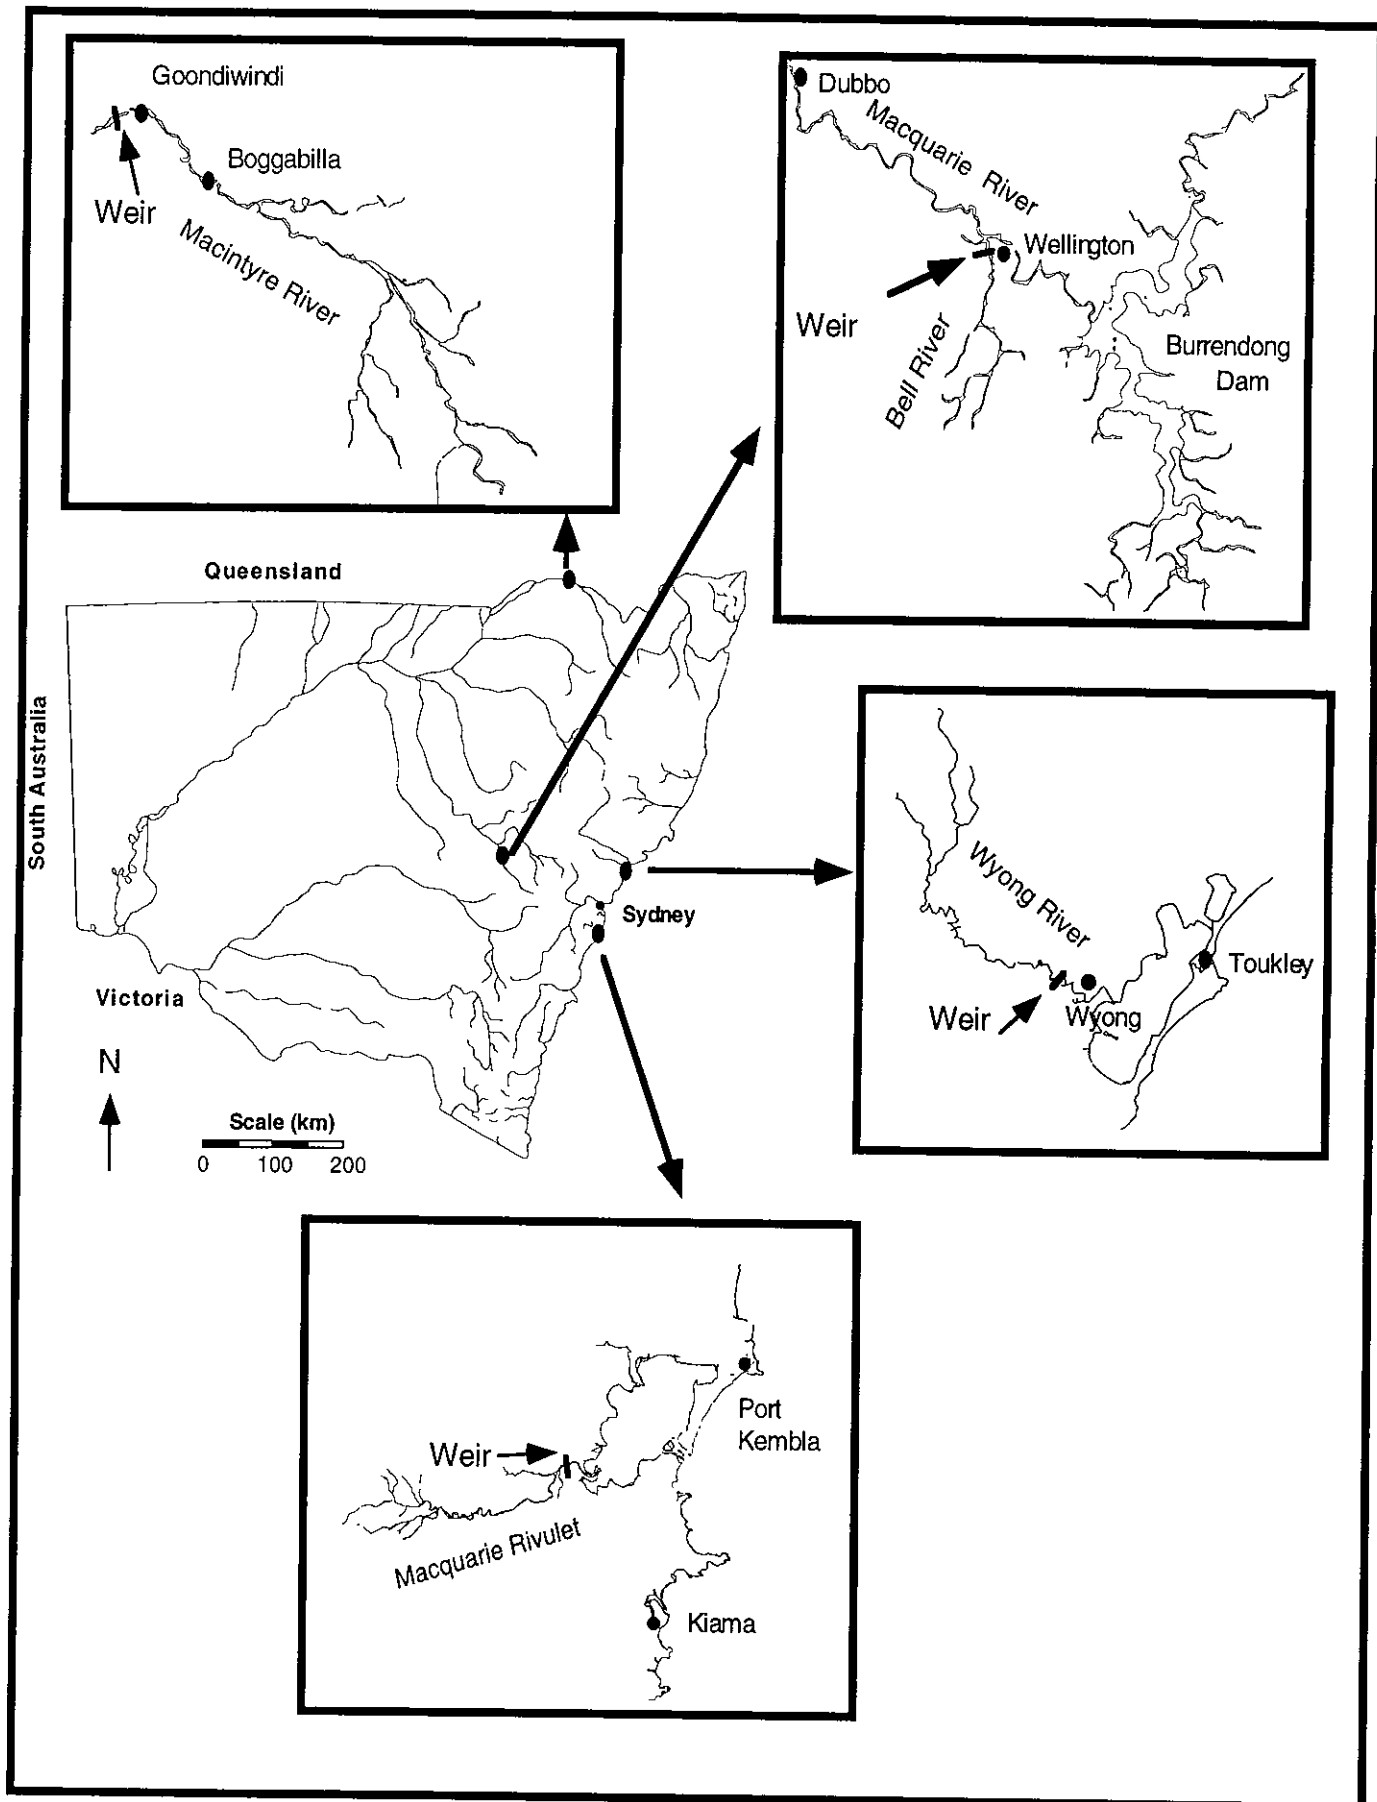 Goondiwindi
Boggabilla
Weir
Macintyre River
Dubbo
Macquarie River
Wellington
Weir
Bell River
Burrendong
Dam
Queensland
South Australia
Sydney
Victoria
N
Scale (km)
0 100 200
Wyong River
Toukley
Weir
Wyong
Port
Kembla
Weir
Macquarie Rivulet
Kiama